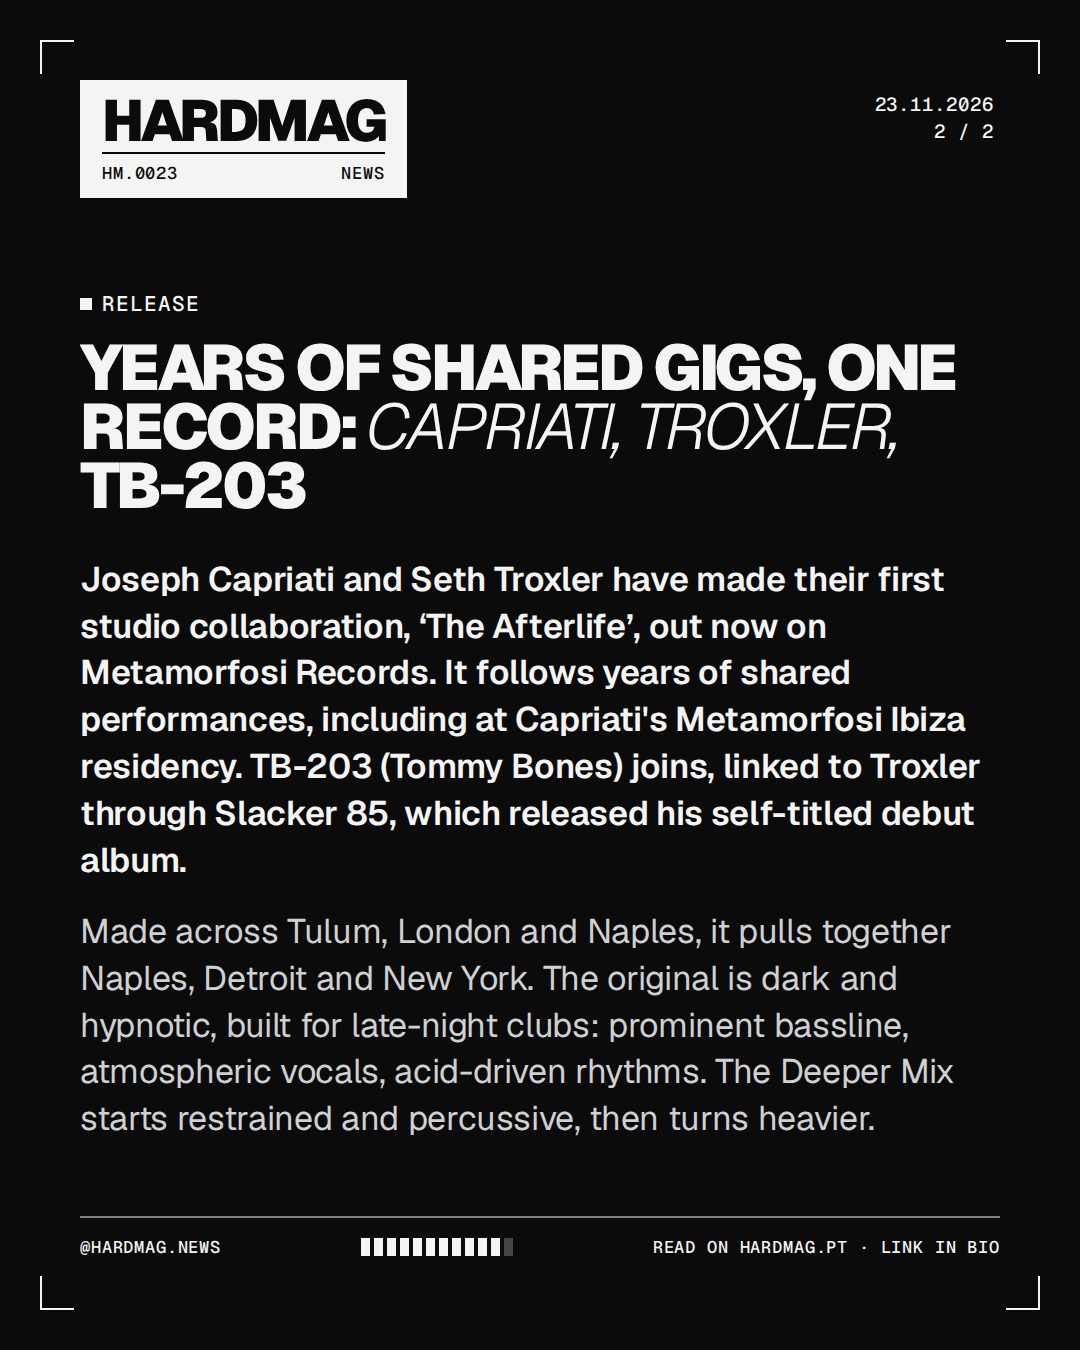 HARDMAG
HM.0023 NEWS
23.11.2026
2 / 2
RELEASE
YEARS OF SHARED GIGS, ONE
RECORD: CAPRIATI, TROXLER,
TB-203
Joseph Capriati and Seth Troxler have made their first
studio collaboration, ‘The Afterlife’, out now on
Metamorfosi Records. It follows years of shared
performances, including at Capriati's Metamorfosi Ibiza
residency. TB-203 (Tommy Bones) joins, linked to Troxler
through Slacker 85, which released his self-titled debut
album.
Made across Tulum, London and Naples, it pulls together
Naples, Detroit and New York. The original is dark and
hypnotic, built for late-night clubs: prominent bassline,
atmospheric vocals, acid-driven rhythms. The Deeper Mix
starts restrained and percussive, then turns heavier.
@HARDMAG.NEWS
READ ON HARDMAG.PT · LINK IN BIO